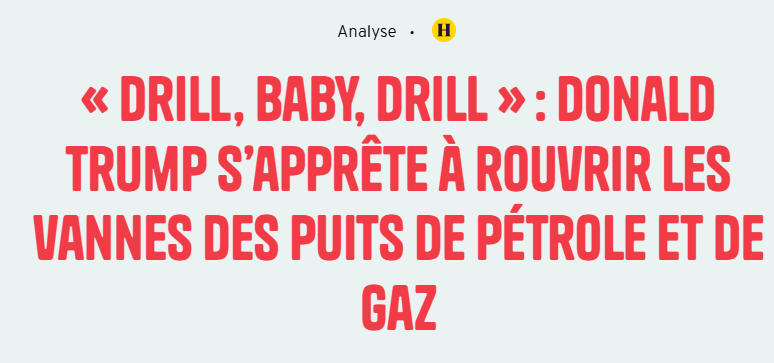 Analyse • H
« DRILL, BABY, DRILL » : DONALD
TRUMP S’APPRÊTE À ROUVRIR LES
VANNES DES PUITS DE PÉTROLE ET DE
GAZ